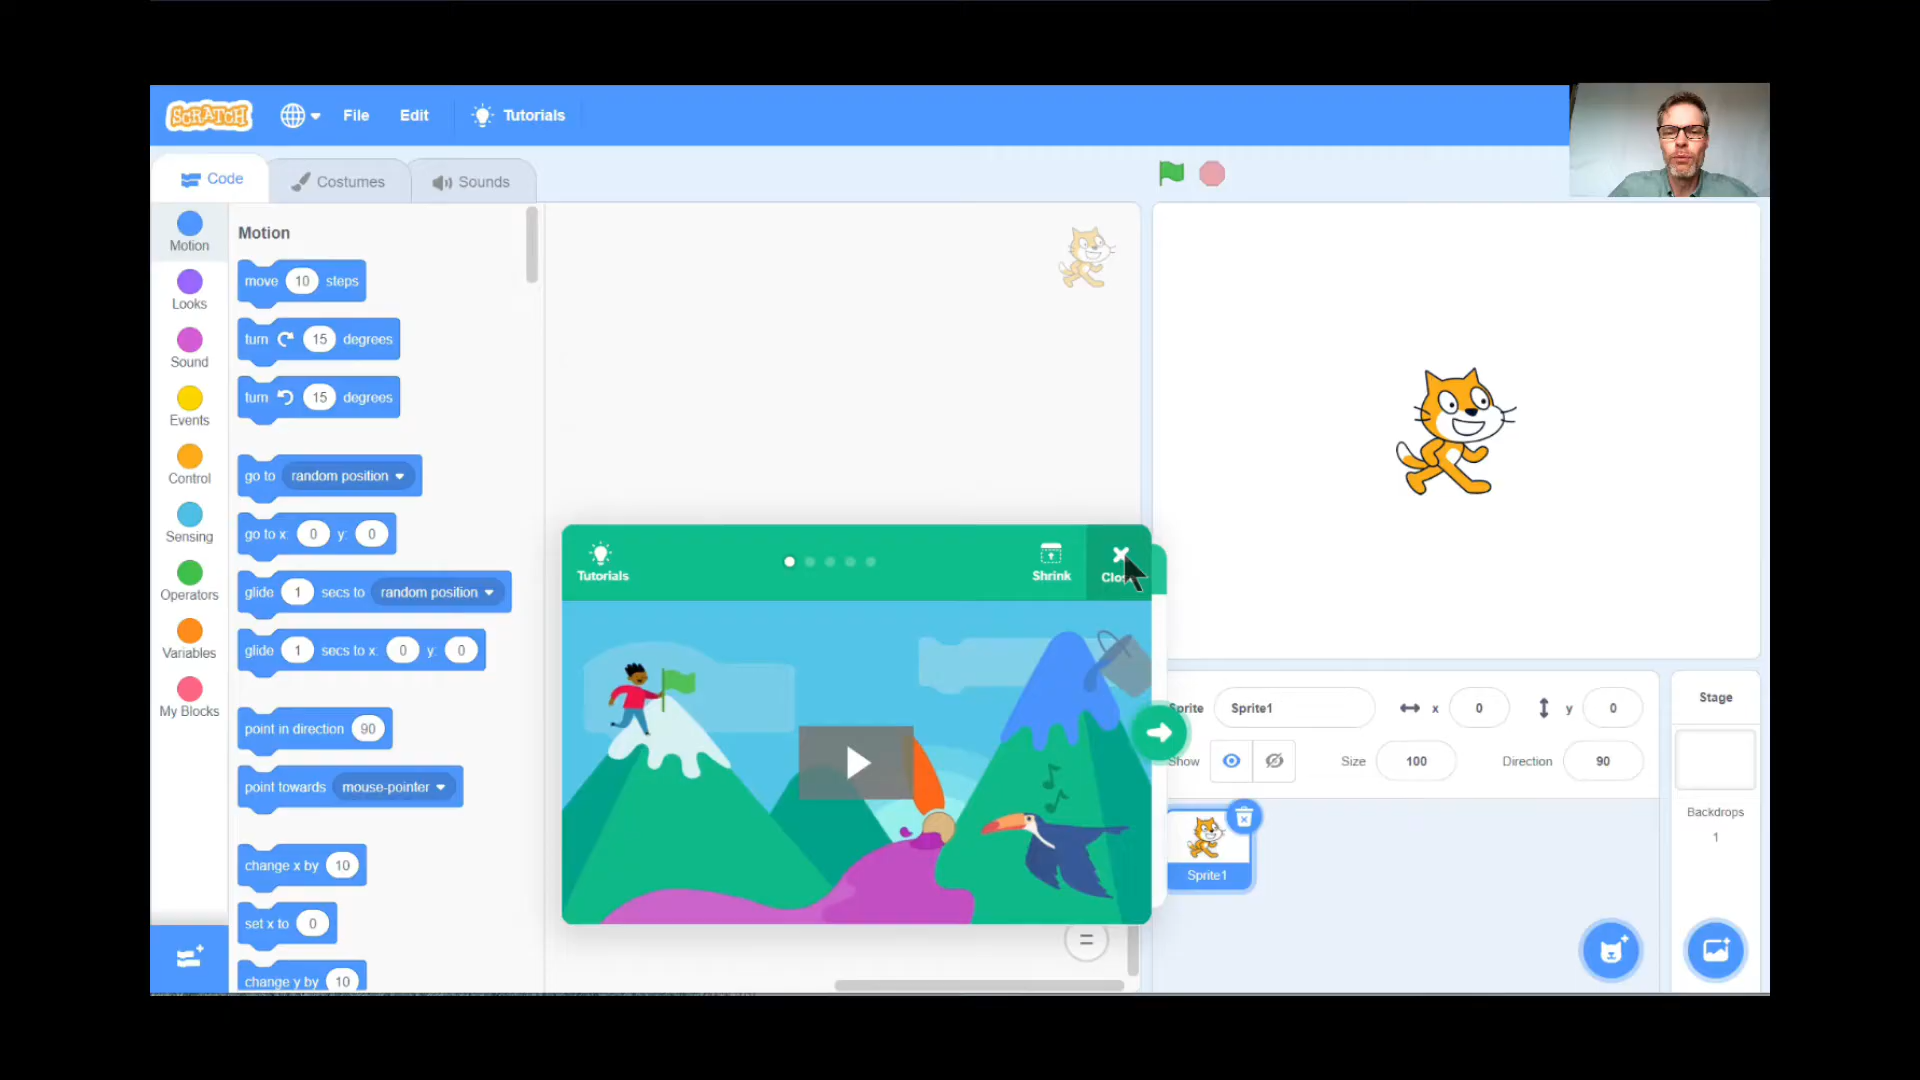 SCRATCH File Edit Tutorials
Code Costumes Sounds
Motion
Looks
Sound
Events
Control
Sensing
Operators
Variables
My Blocks
Motion
move 10 steps
turn 15 degrees
turn 15 degrees
go to random position
go to x: 0 y: 0
glide 1 secs to random position
glide 1 secs to x: 0 y: 0
point in direction 90
point towards mouse-pointer
change x by 10
set x to 0
change y by 10
Tutorials Shrink
Sprite1 x 0 y 0
Size 100 Direction 90
Sprite1
Stage
Backdrops
1